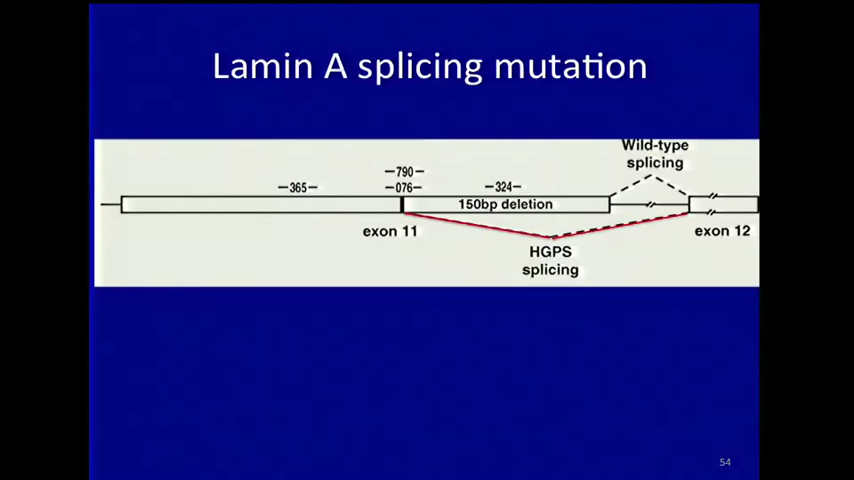 Lamin A splicing mutation
Wild-type
splicing
–790–
–365–
–076–
–324–
150bp deletion
exon 11
exon 12
HGPS
splicing
54